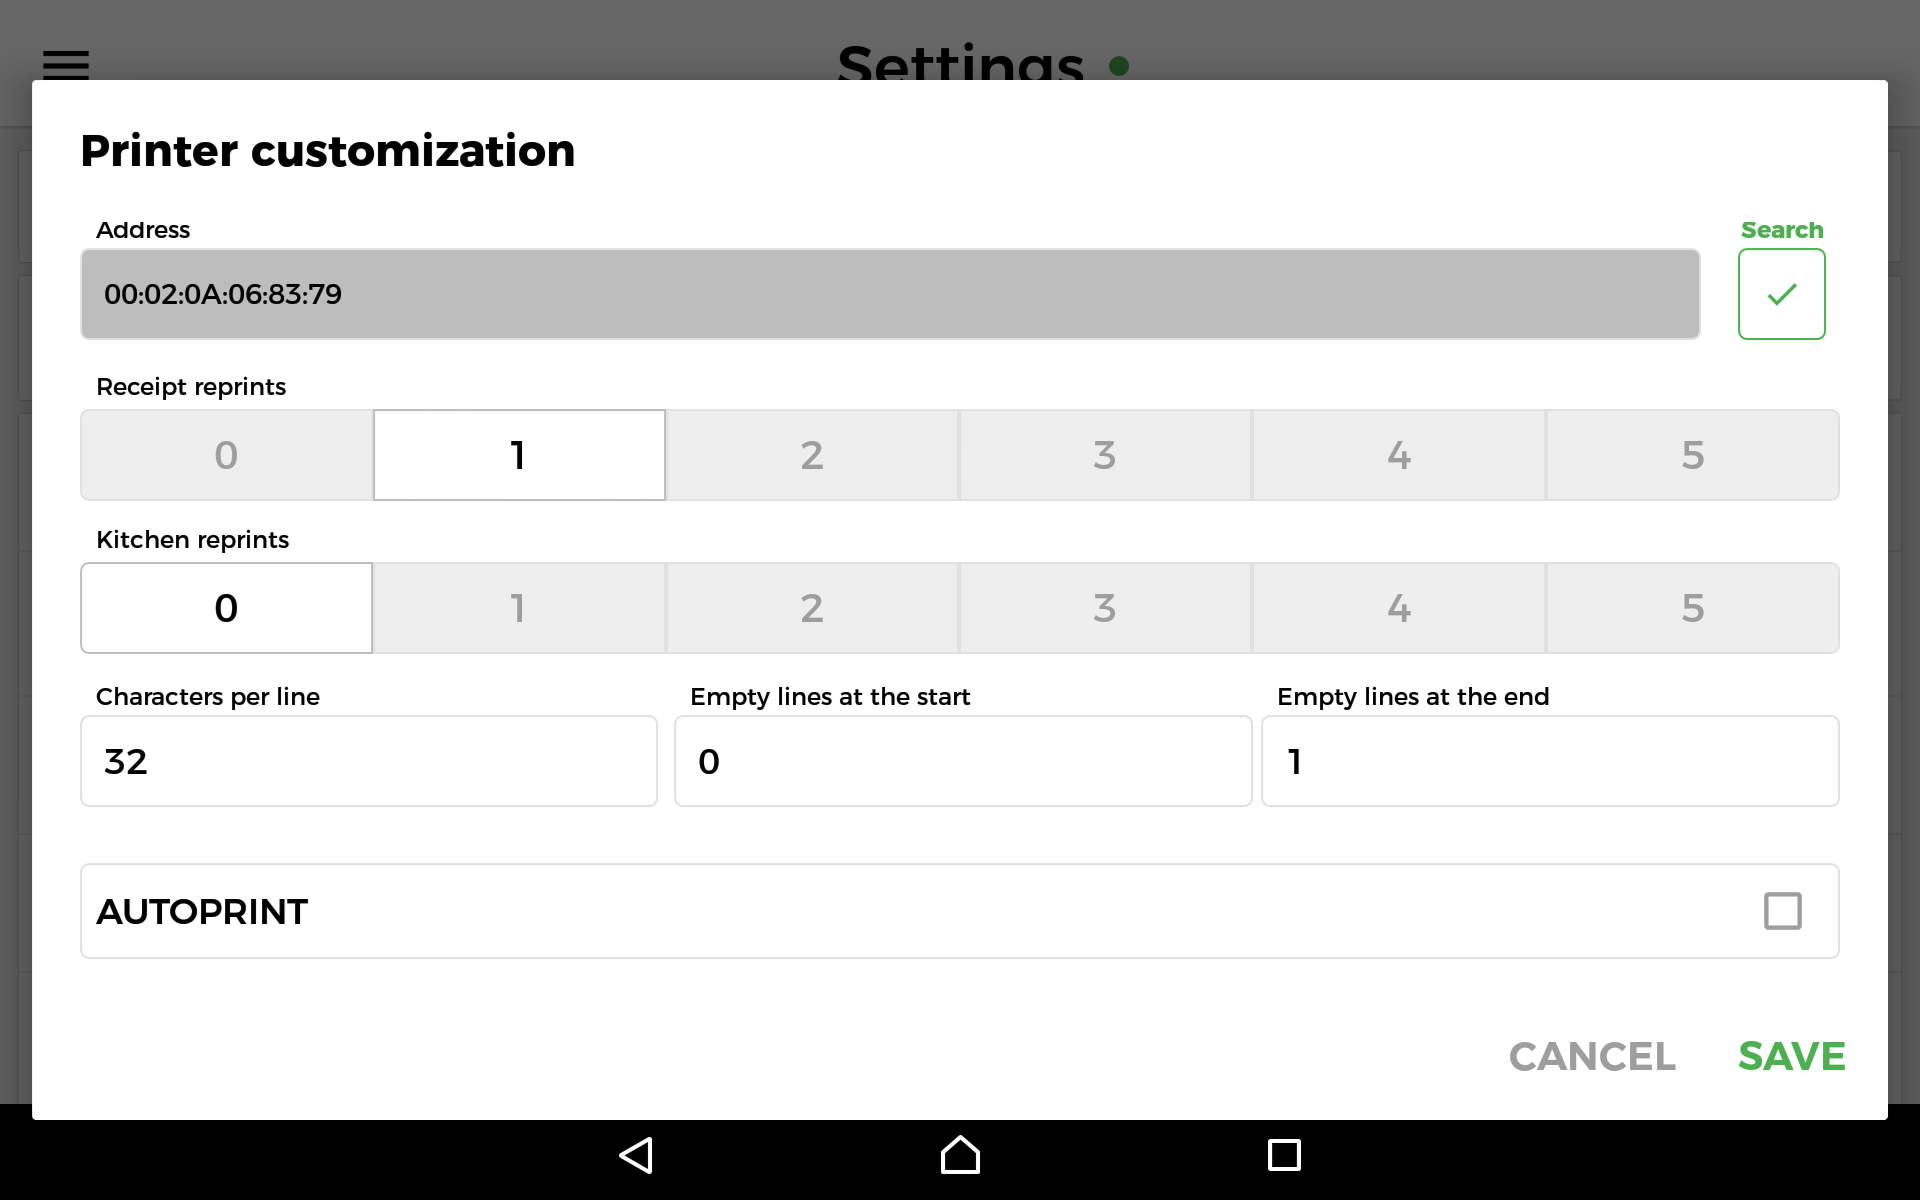 Settings
Printer customization
Address
Search
00:02:0A:06:83:79
Receipt reprints
0 1 2 3 4 5
Kitchen reprints
0 1 2 3 4 5
Characters per line Empty lines at the start Empty lines at the end
32 0 1
AUTOPRINT
CANCEL SAVE